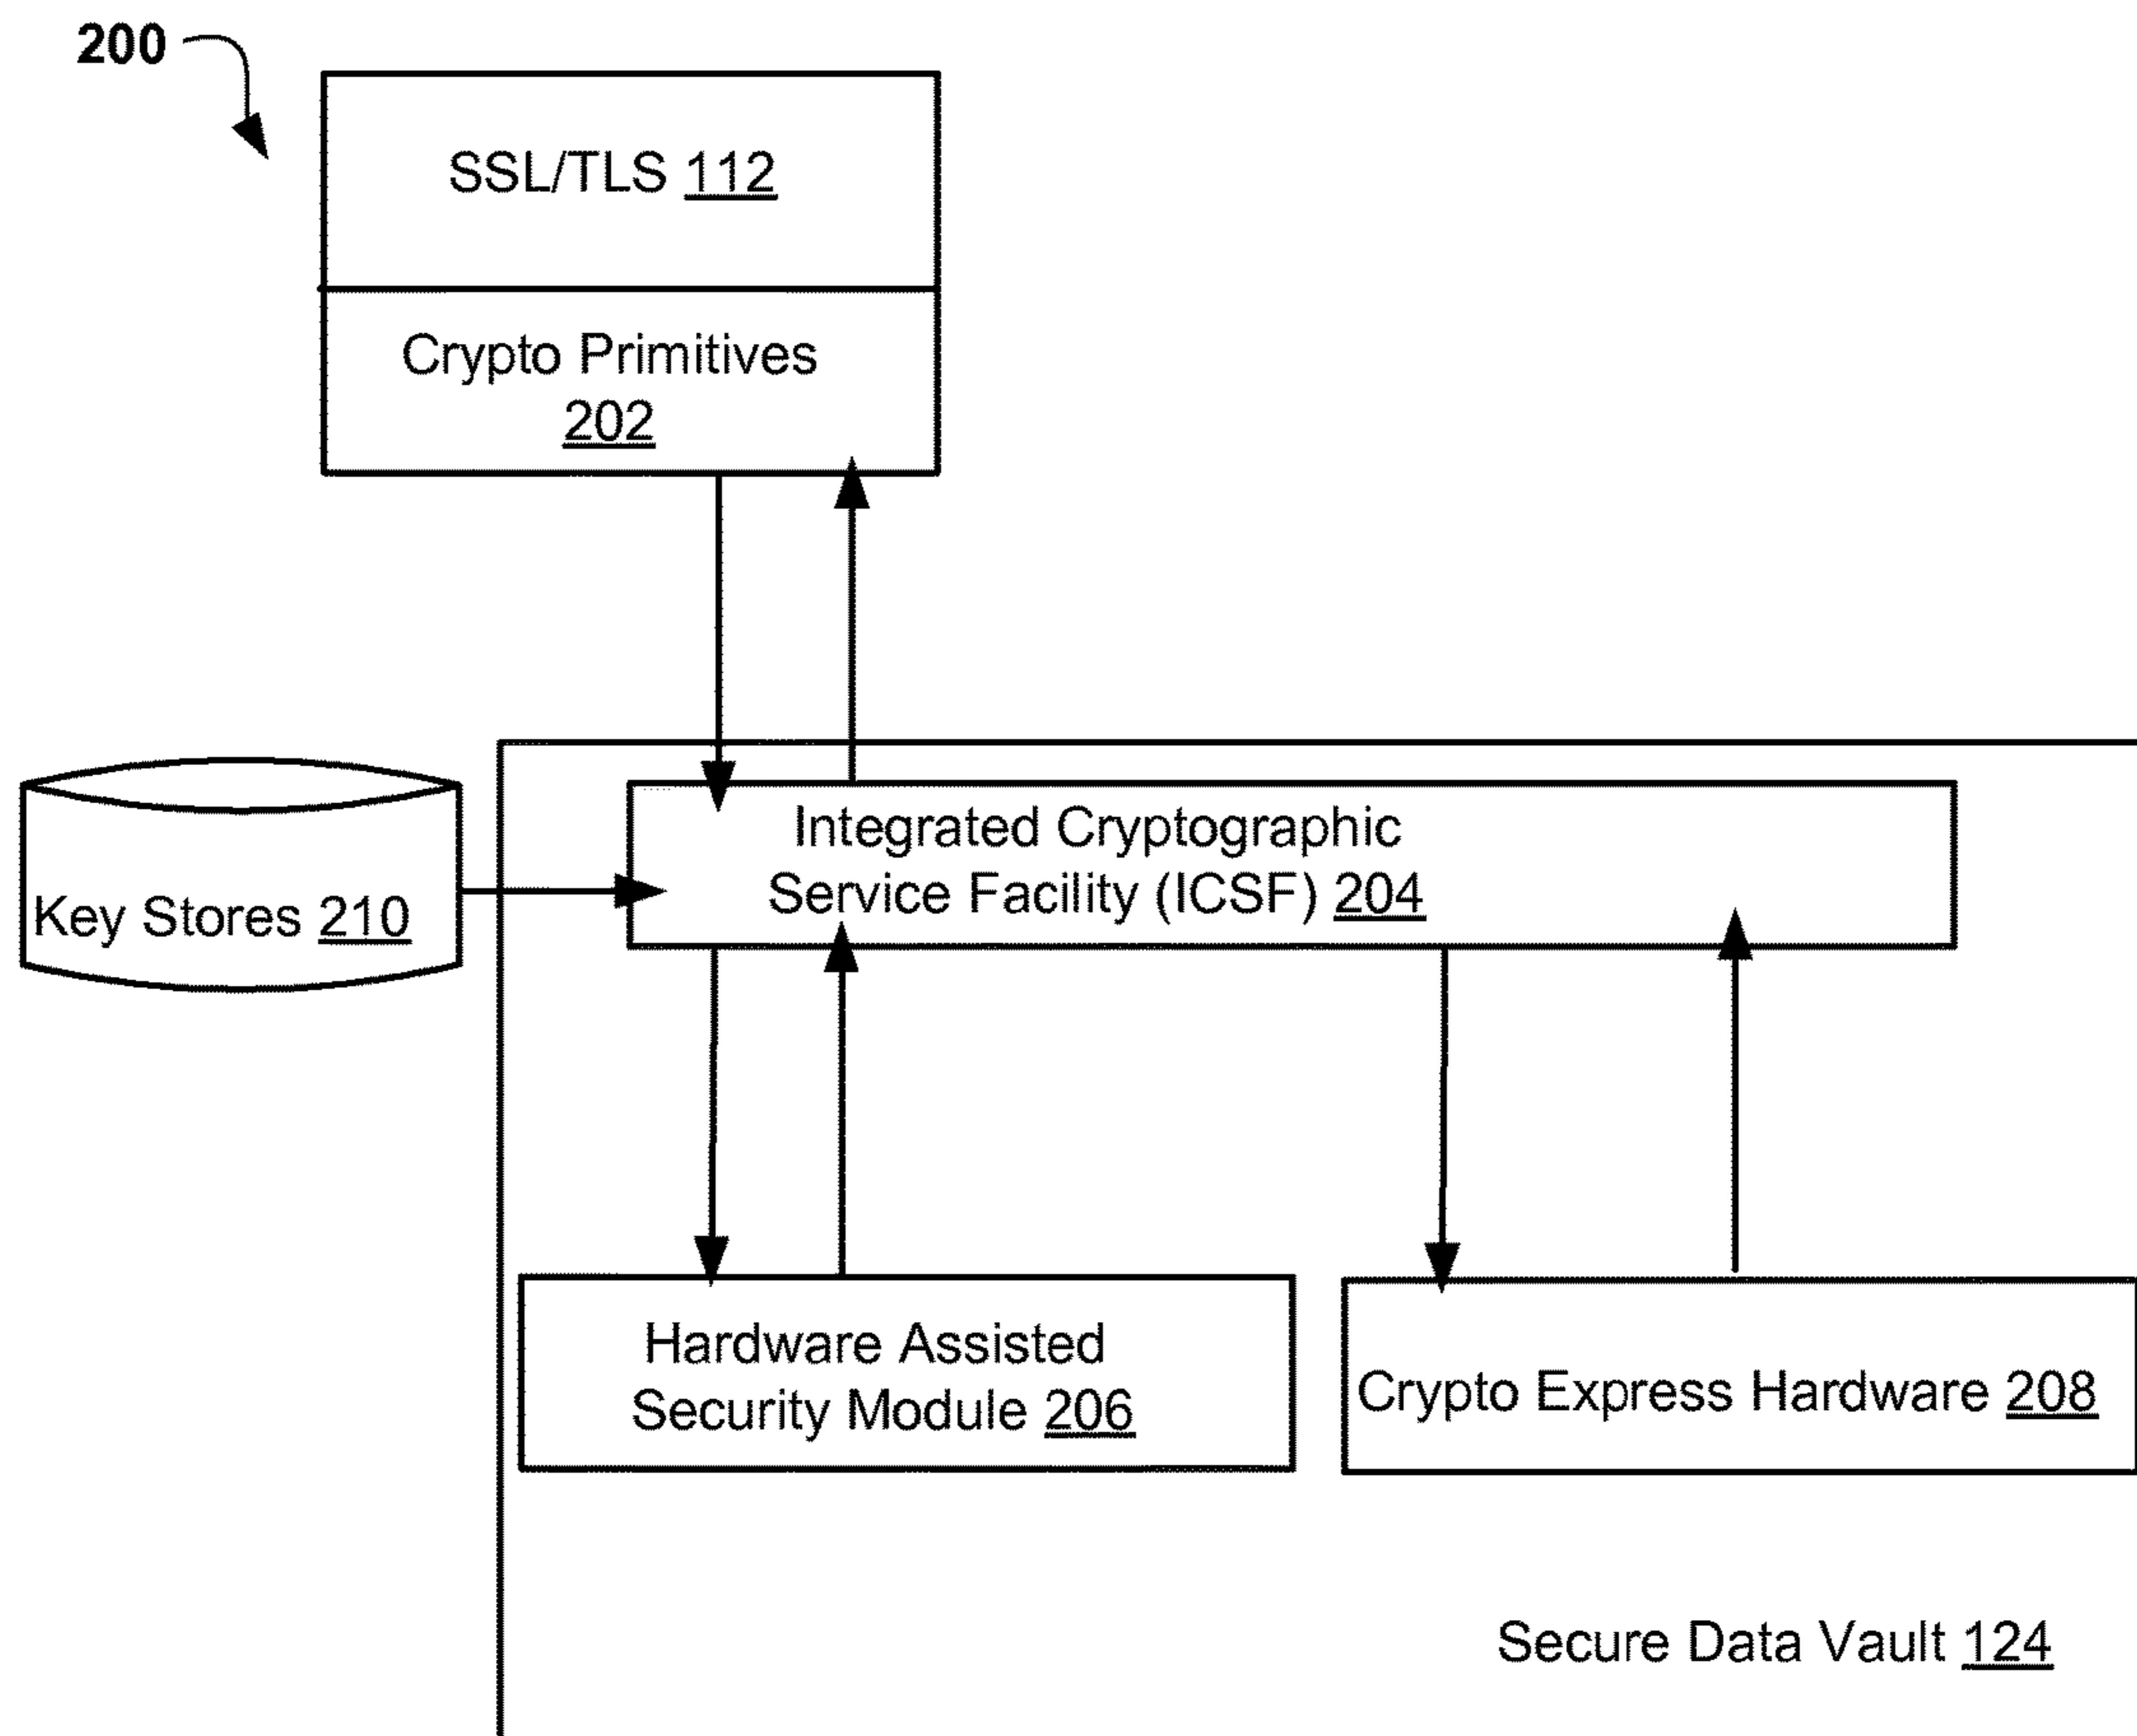 200
SSL/TLS 112
Crypto Primitives
202
Integrated Cryptographic
Service Facility (ICSF) 204
Key Stores 210
Hardware Assisted
Security Module 206
Crypto Express Hardware 208
Secure Data Vault 124